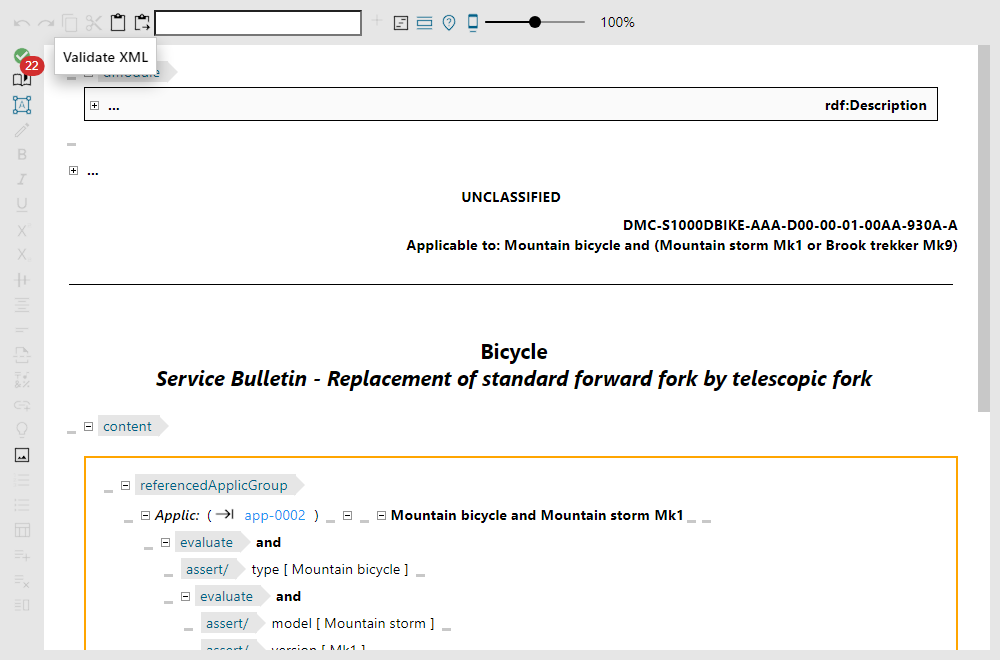 100%
22
Validate XML
dmodule
... rdf:Description
...
UNCLASSIFIED
DMC-S1000DBIKE-AAA-D00-00-01-00AA-930A-A
Applicable to: Mountain bicycle and (Mountain storm Mk1 or Brook trekker Mk9)
Bicycle
Service Bulletin - Replacement of standard forward fork by telescopic fork
content
referencedApplicGroup
Applic: ( app-0002 ) Mountain bicycle and Mountain storm Mk1
evaluate and
assert/ type [ Mountain bicycle ]
evaluate and
assert/ model [ Mountain storm ]
assert/ version [ Mk1 ]